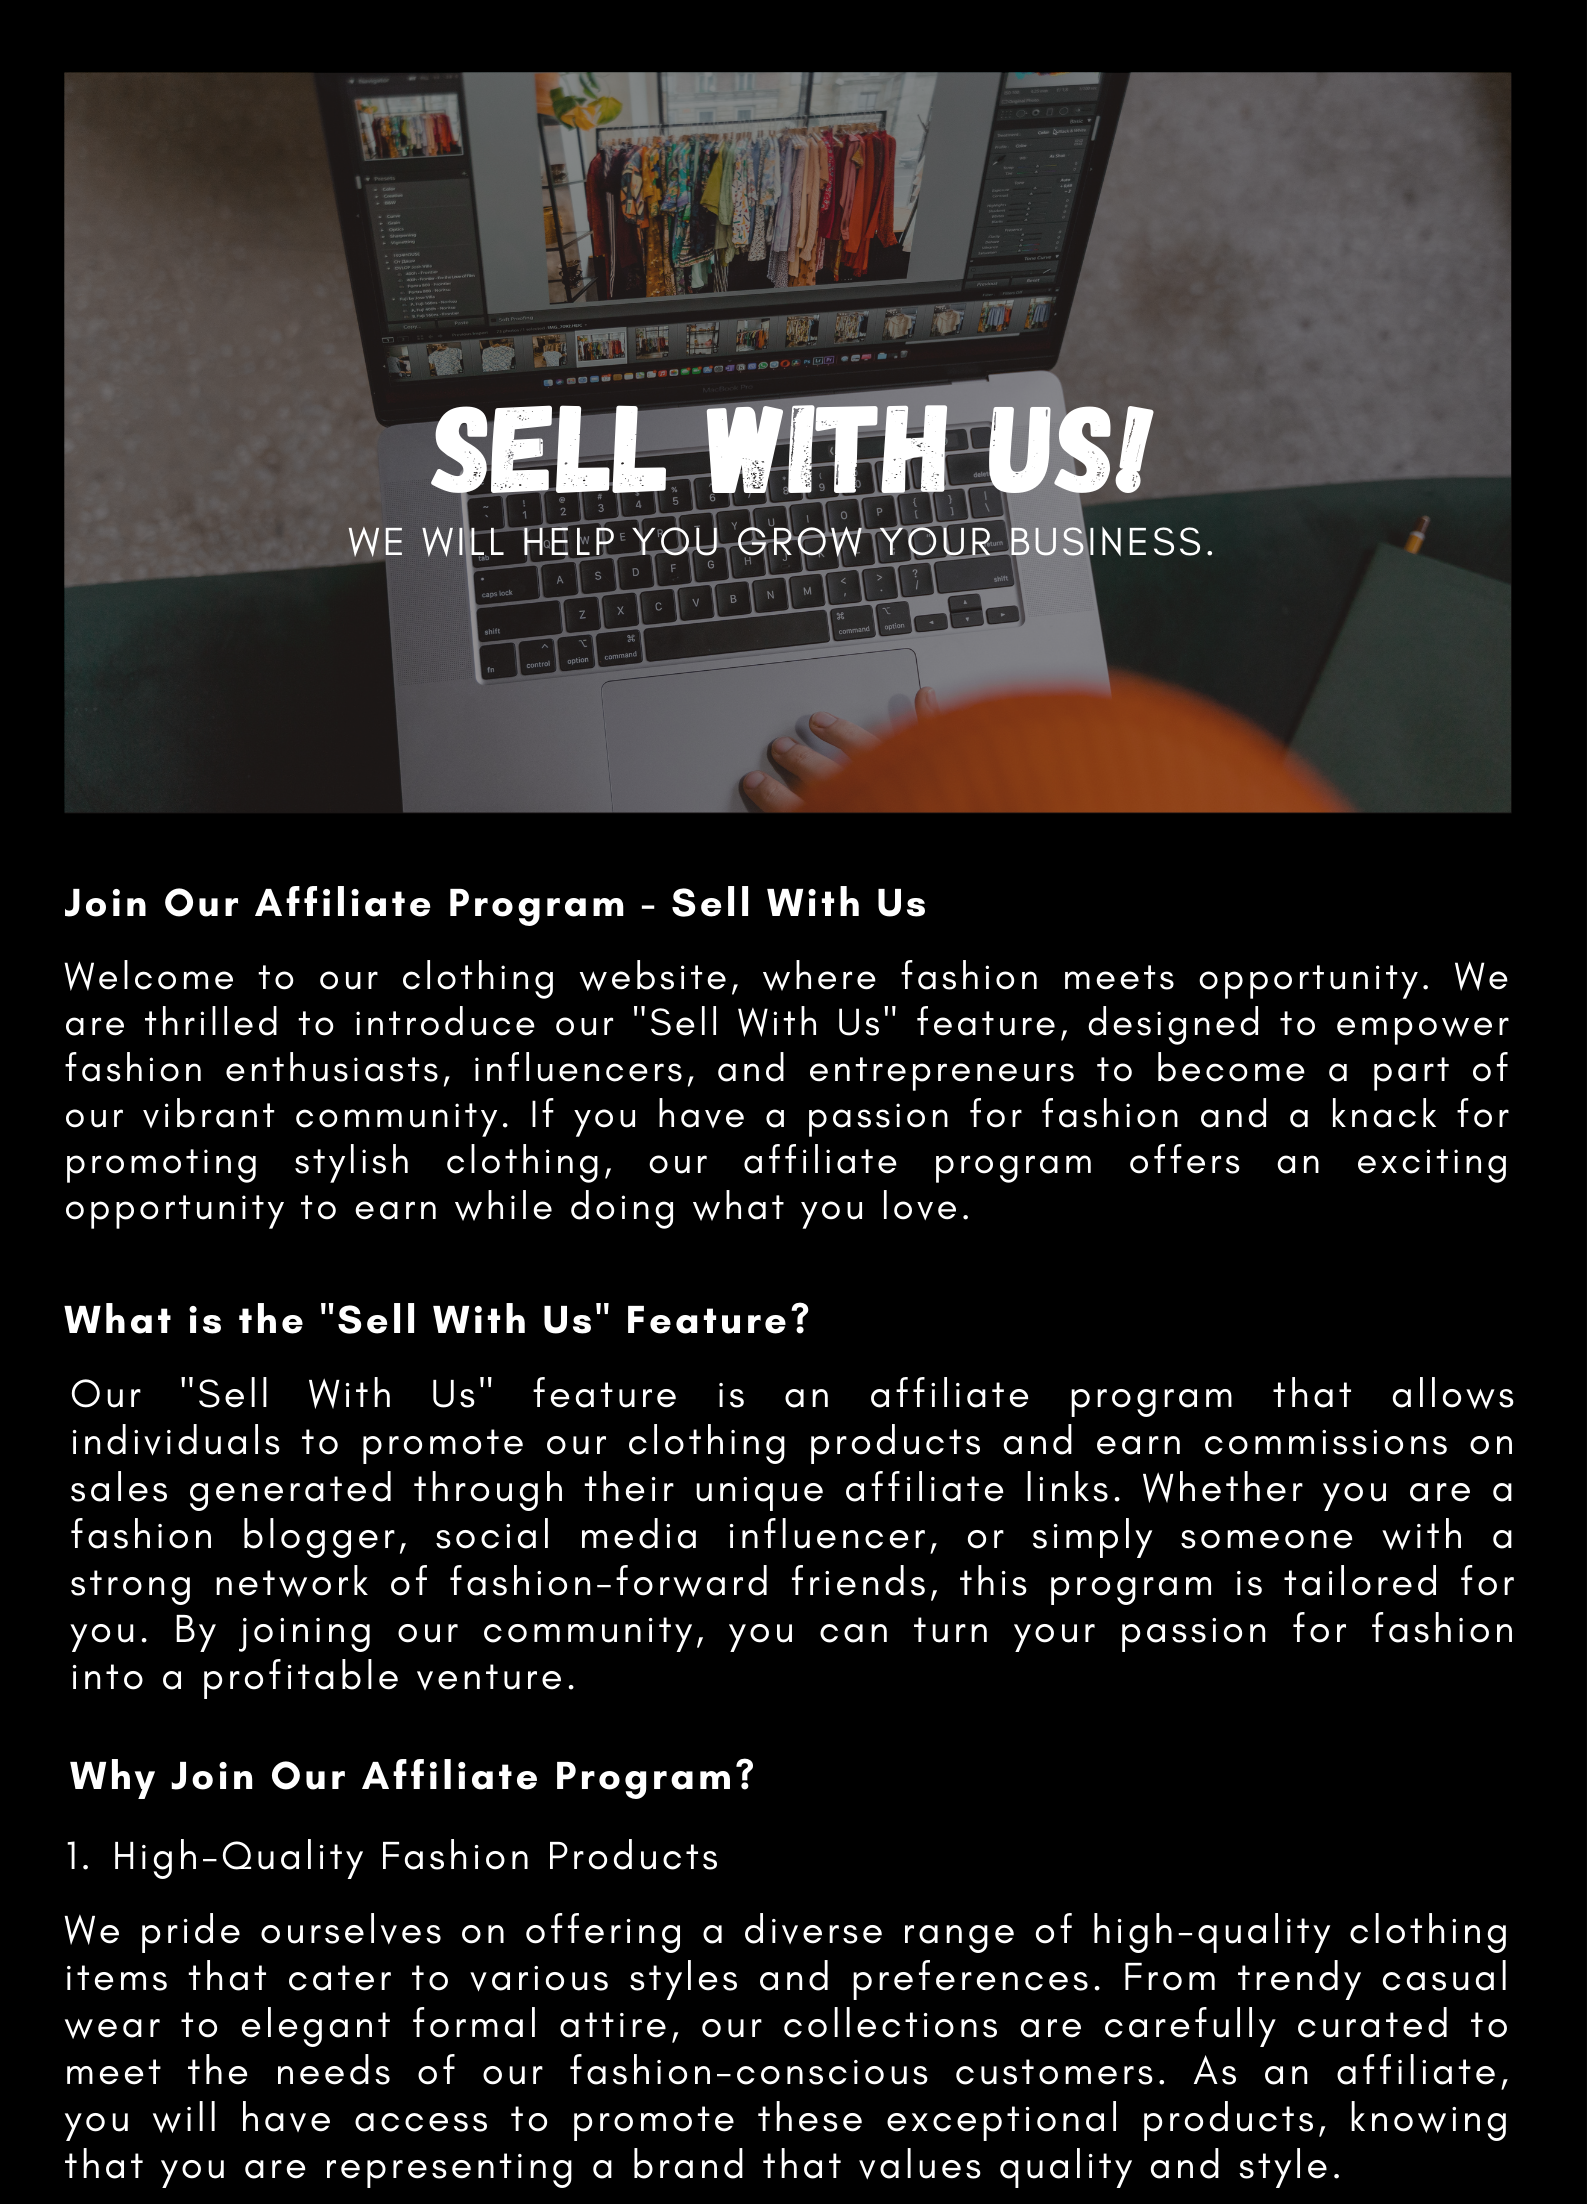 SELL WITH US!
WE WILL HELP YOU GROW YOUR BUSINESS.
Join Our Affiliate Program - Sell With Us
Welcome to our clothing website, where fashion meets opportunity. We
are thrilled to introduce our "Sell With Us" feature, designed to empower
fashion enthusiasts, influencers, and entrepreneurs to become a part of
our vibrant community. If you have a passion for fashion and a knack for
promoting stylish clothing, our affiliate program offers an exciting
opportunity to earn while doing what you love.
What is the "Sell With Us" Feature?
Our "Sell With Us" feature is an affiliate program that allows
individuals to promote our clothing products and earn commissions on
sales generated through their unique affiliate links. Whether you are a
fashion blogger, social media influencer, or simply someone with a
strong network of fashion-forward friends, this program is tailored for
you. By joining our community, you can turn your passion for fashion
into a profitable venture.
Why Join Our Affiliate Program?
1. High-Quality Fashion Products
We pride ourselves on offering a diverse range of high-quality clothing
items that cater to various styles and preferences. From trendy casual
wear to elegant formal attire, our collections are carefully curated to
meet the needs of our fashion-conscious customers. As an affiliate,
you will have access to promote these exceptional products, knowing
that you are representing a brand that values quality and style.